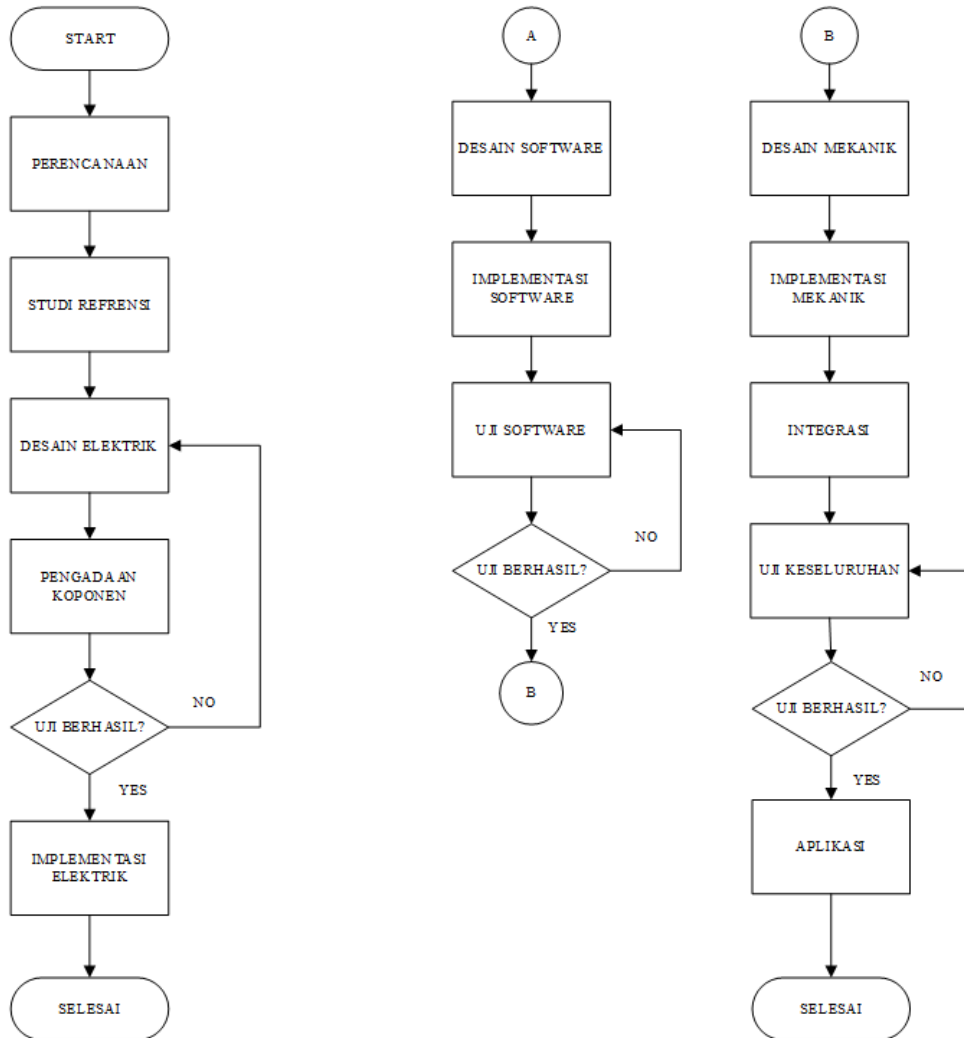 START
PERENCANAAN
STUDI REFRENSI
DESAIN ELEKTRIK
PENGADAAN
KOPONEN
UJI BERHASIL?
NO
YES
IMPLEMENTASI
ELEKTRIK
SELESAI
A
DESAIN SOFTWARE
IMPLEMENTASI
SOFTWARE
UJI SOFTWARE
UJI BERHASIL?
NO
YES
B
B
DESAIN MEKANIK
IMPLEMENTASI
MEKANIK
INTEGRASI
UJI KESELURUHAN
UJI BERHASIL?
NO
YES
APLIKASI
SELESAI